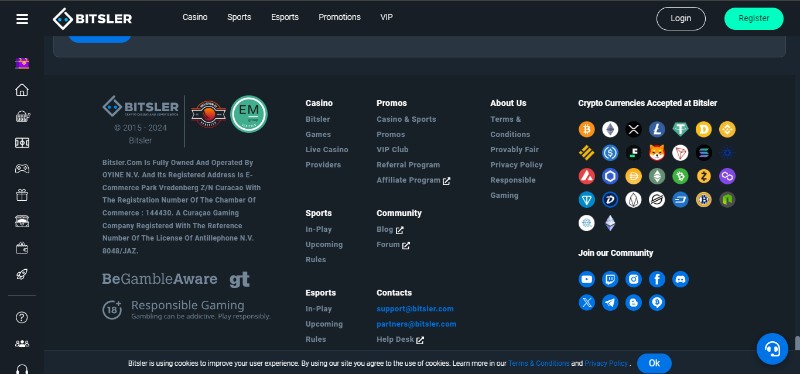 BITSLER
Casino
Sports
Esports
Promotions
VIP
Login
Register
BITSLER
EM
© 2015 - 2024
Bitsler
Bitsler.Com Is Fully Owned And Operated By
OYINE N.V. And Its Registered Address Is E-
Commerce Park Vredenberg Z/N Curacao With
The Registration Number Of The Chamber Of
Commerce : 144430. A Curaçao Gaming
Company Registered With The Reference
Number Of The License Of Antillephone N.V.
8048/JAZ.
BeGambleAware
gt
18+
Responsible Gaming
Gambling can be addictive. Play responsibly.
Casino
Bitsler
Games
Live Casino
Providers
Sports
In-Play
Upcoming
Rules
Esports
In-Play
Upcoming
Rules
Promos
Casino & Sports
Promos
VIP Club
Referral Program
Affiliate Program
Community
Blog
Forum
Contacts
support@bitsler.com
partners@bitsler.com
Help Desk
About Us
Terms &
Conditions
Provably Fair
Privacy Policy
Responsible
Gaming
Crypto Currencies Accepted at Bitsler
Join our Community
Bitsler is using cookies to improve your user experience. By using our site you agree to the use of cookies. Learn more in our Terms & Conditions and Privacy Policy .
Ok